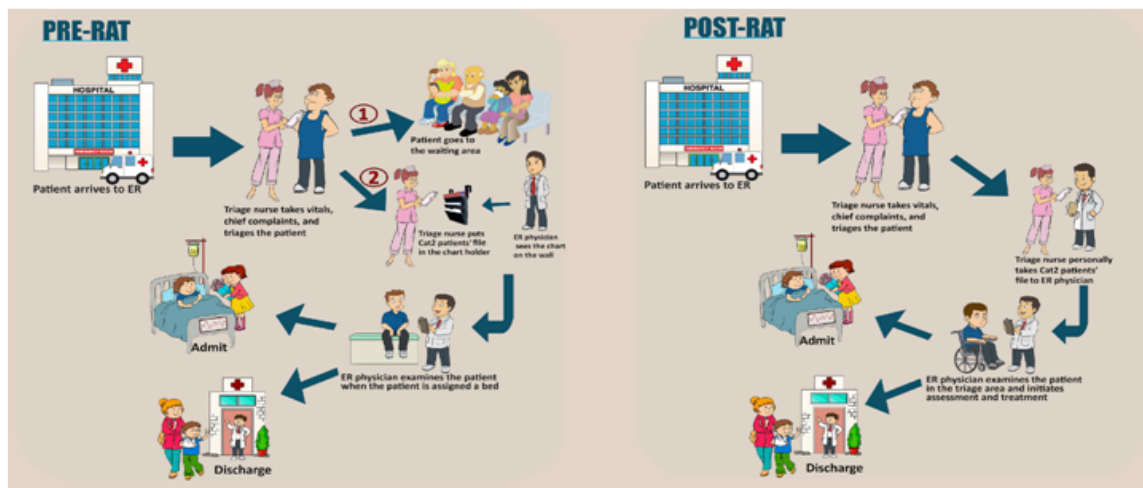 PRE-RAT
HOSPITAL
EMERGENCY ROOM
Patient arrives to ER
Triage nurse takes vitals,
chief complaints, and
triages the patient
1
Patient goes to
the waiting area
2
Triage nurse puts
Cat2 patients' file
in the chart holder
ER physician
sees the chart
on the wall
ER physician examines the patient
when the patient is assigned a bed
Admit
Discharge
POST-RAT
HOSPITAL
EMERGENCY ROOM
Patient arrives to ER
Triage nurse takes vitals,
chief complaints, and
triages the patient
Triage nurse personally
takes Cat2 patients'
file to ER physician
ER physician examines the patient
in the triage area and initiates
assessment and treatment
Admit
Discharge